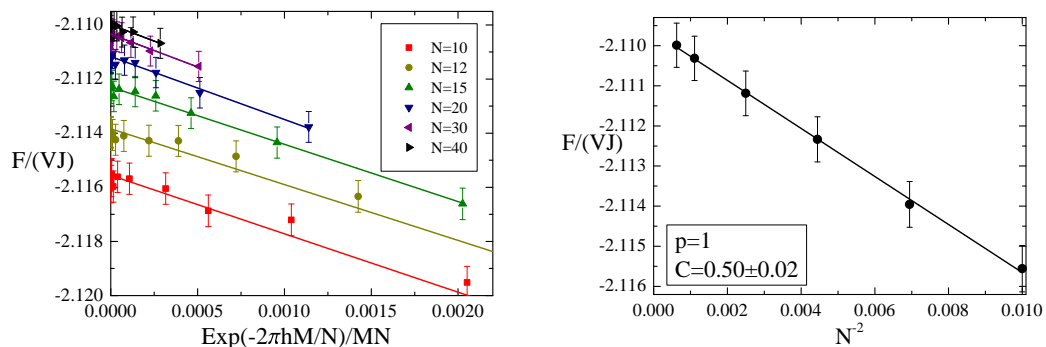 F/(VJ)
-2.110
-2.112
-2.114
-2.116
-2.118
-2.120
0.0000
0.0005
0.0010
0.0015
0.0020
Exp(-2πhM/N)/MN
N=10
N=12
N=15
N=20
N=30
N=40
F/(VJ)
-2.110
-2.111
-2.112
-2.113
-2.114
-2.115
-2.116
0.000
0.002
0.004
0.006
0.008
0.010
N-2
p=1
C=0.50±0.02